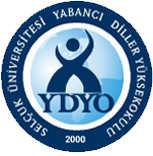 SELÇUK ÜNİVERSİTESİ YABANCI DİLLER YÜKSEKOKULU
YDYO
2000